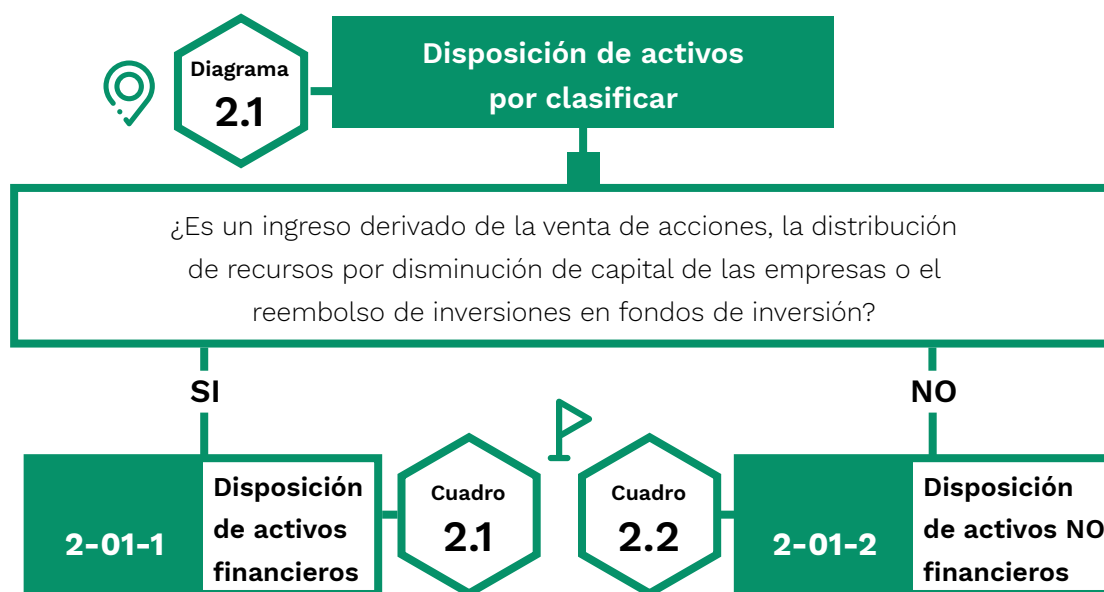 Diagrama
2.1
Disposición de activos
por clasificar
¿Es un ingreso derivado de la venta de acciones, la distribución
de recursos por disminución de capital de las empresas o el
reembolso de inversiones en fondos de inversión?
SI
NO
2-01-1
Disposición
de activos
financieros
Cuadro
2.1
Cuadro
2.2
2-01-2
Disposición
de activos NO
financieros